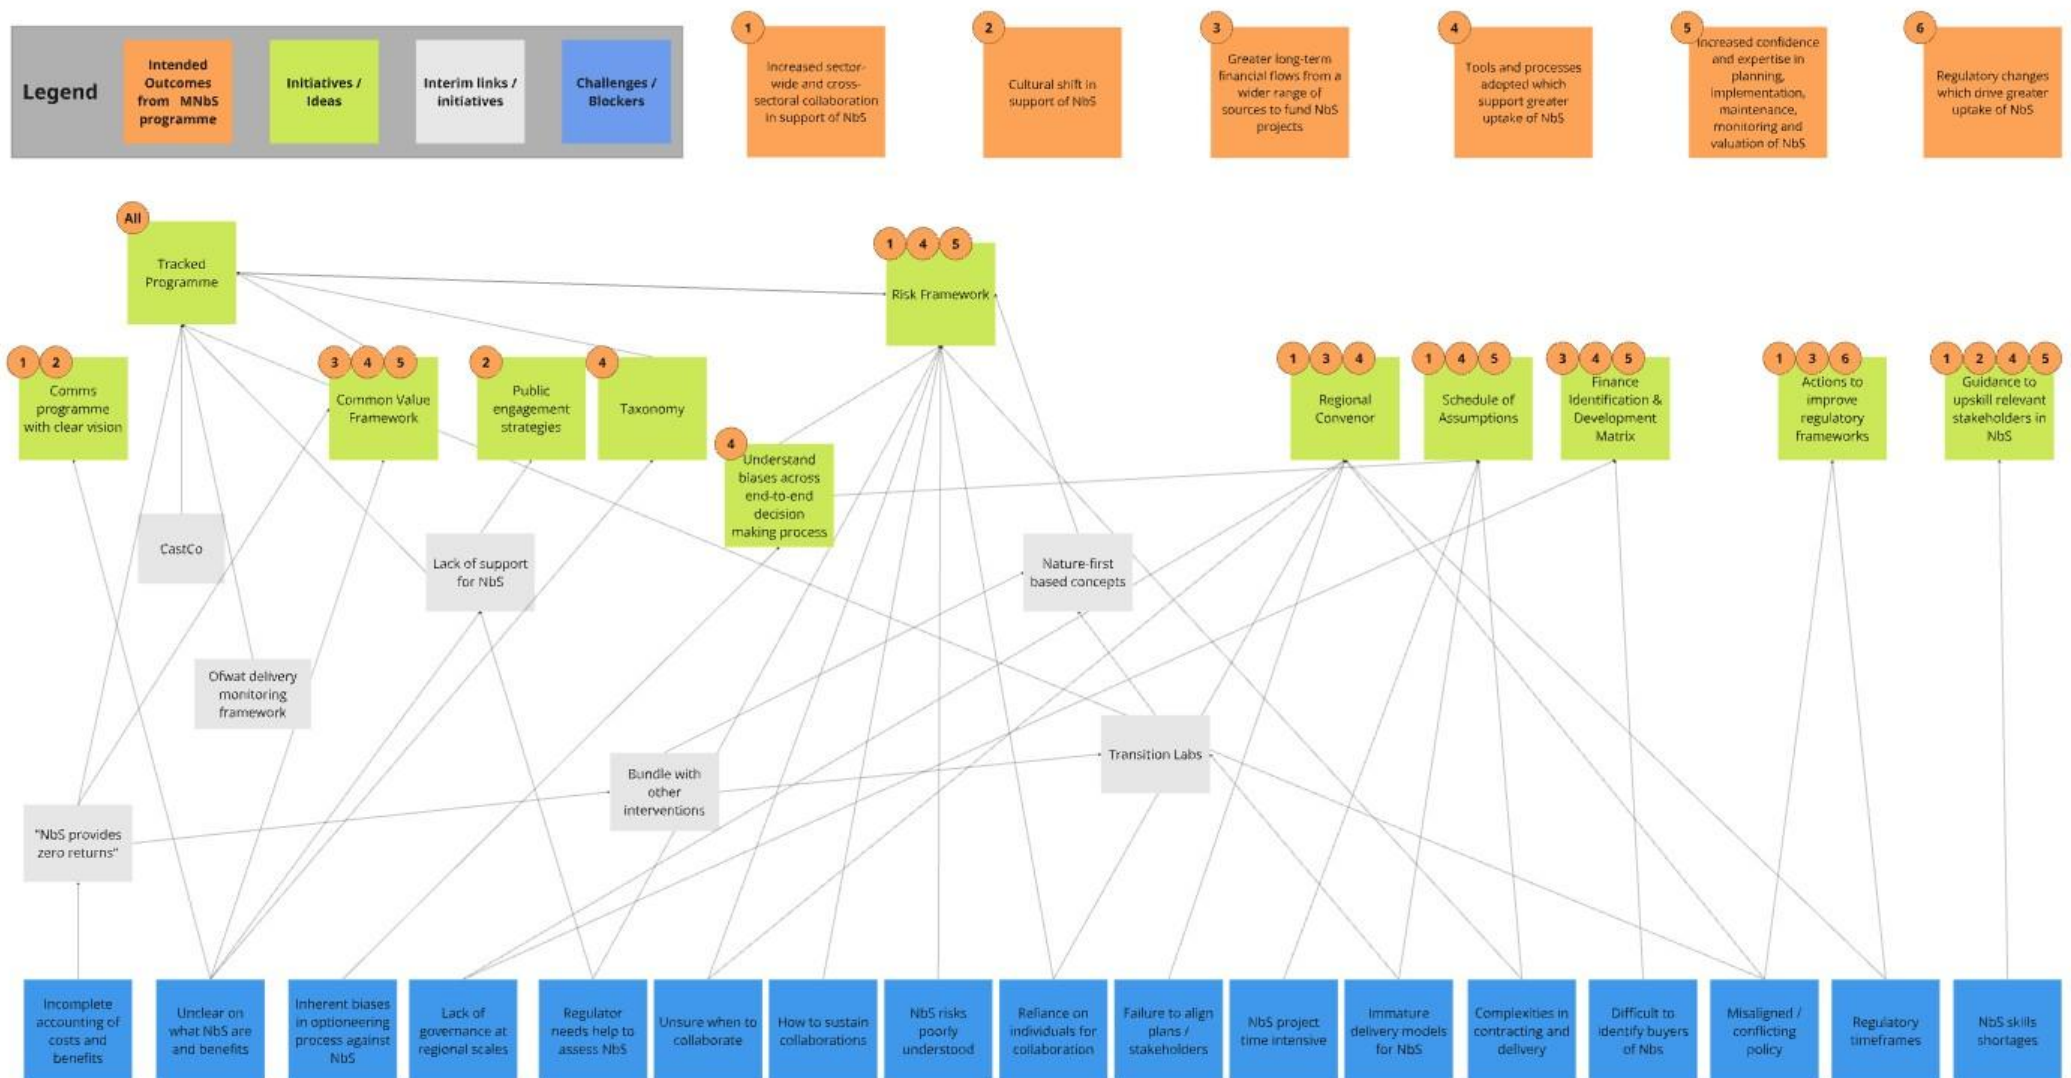 Legend
Intended
Outcomes
from MNbS
programme
Initiatives /
Ideas
Interim links /
initiatives
Challenges /
Blockers
1
Increased sector-
wide and cross-
sectoral collaboration
in support of NbS
2
Cultural shift in
support of NbS
3
Greater long-term
financial flows from a
wider range of
sources to fund NbS
projects
4
Tools and processes
adopted which
support greater
uptake of NbS
5
Increased confidence
and expertise in
planning,
implementation,
maintenance,
monitoring and
valuation of NbS
6
Regulatory changes
which drive greater
uptake of NbS
All
Tracked
Programme
1 4 5
Risk Framework
1 2
Comms
programme
with clear vision
3 4 5
Common Value
Framework
2
Public
engagement
strategies
4
Taxonomy
4
Understand
biases across
end-to-end
decision
making process
1 3 4
Regional
Convenor
1 4 5
Schedule of
Assumptions
3 4 5
Finance
Identification &
Development
Matrix
1 3 6
Actions to
improve
regulatory
frameworks
1 2 4 5
Guidance to
upskill relevant
stakeholders in
NbS
CastCo
Lack of support
for NbS
Nature-first
based concepts
Ofwat delivery
monitoring
framework
Transition Labs
Bundle with
other
interventions
"NbS provides
zero returns"
Incomplete
accounting of
costs and
benefits
Unclear on
what NbS are
and benefits
Inherent biases
in optioneering
process against
NbS
Lack of
governance at
regional scales
Regulator
needs help to
assess NbS
Unsure when to
collaborate
How to sustain
collaborations
NbS risks
poorly
understood
Reliance on
individuals for
collaboration
Failure to align
plans /
stakeholders
NbS project
time intensive
Immature
delivery models
for NbS
Complexities in
contracting and
delivery
Difficult to
identify buyers
of Nbs
Misaligned /
conflicting
policy
Regulatory
timeframes
NbS skills
shortages